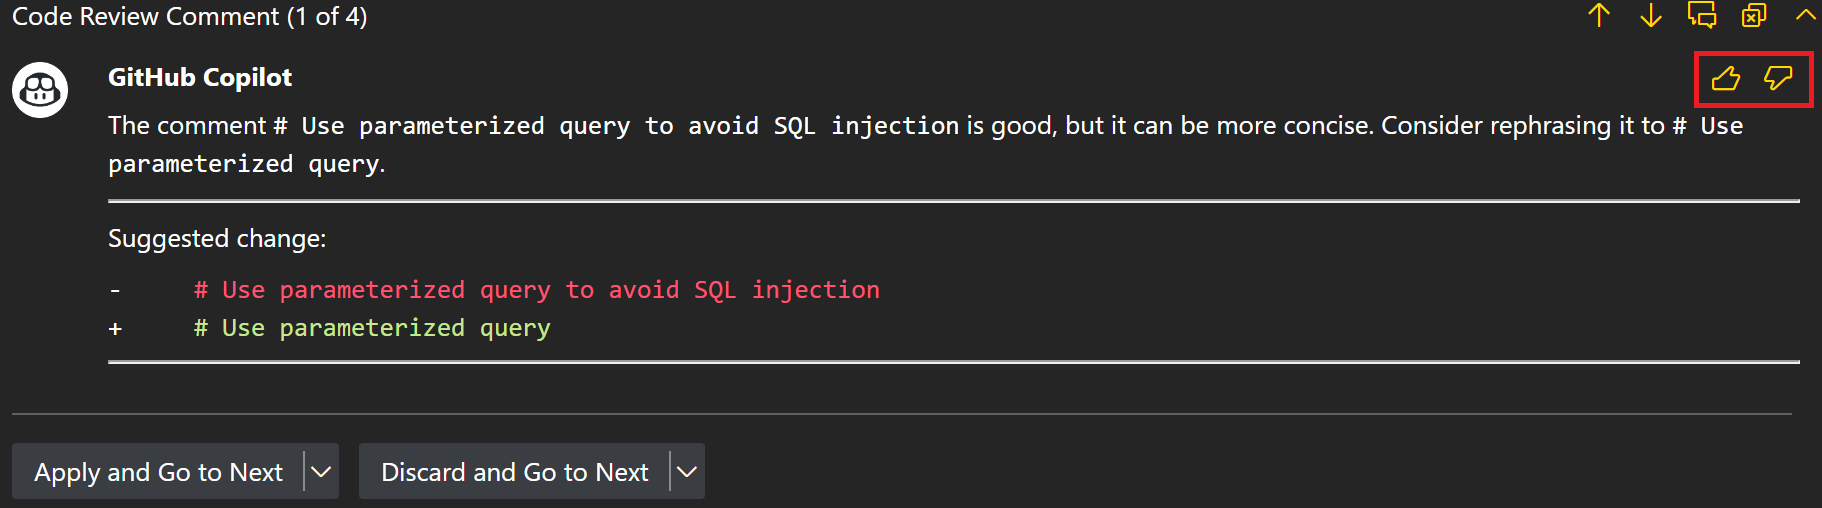 Code Review Comment (1 of 4)
GitHub Copilot
The comment # Use parameterized query to avoid SQL injection is good, but it can be more concise. Consider rephrasing it to # Use
parameterized query.
Suggested change:
- # Use parameterized query to avoid SQL injection
+ # Use parameterized query
Apply and Go to Next
Discard and Go to Next